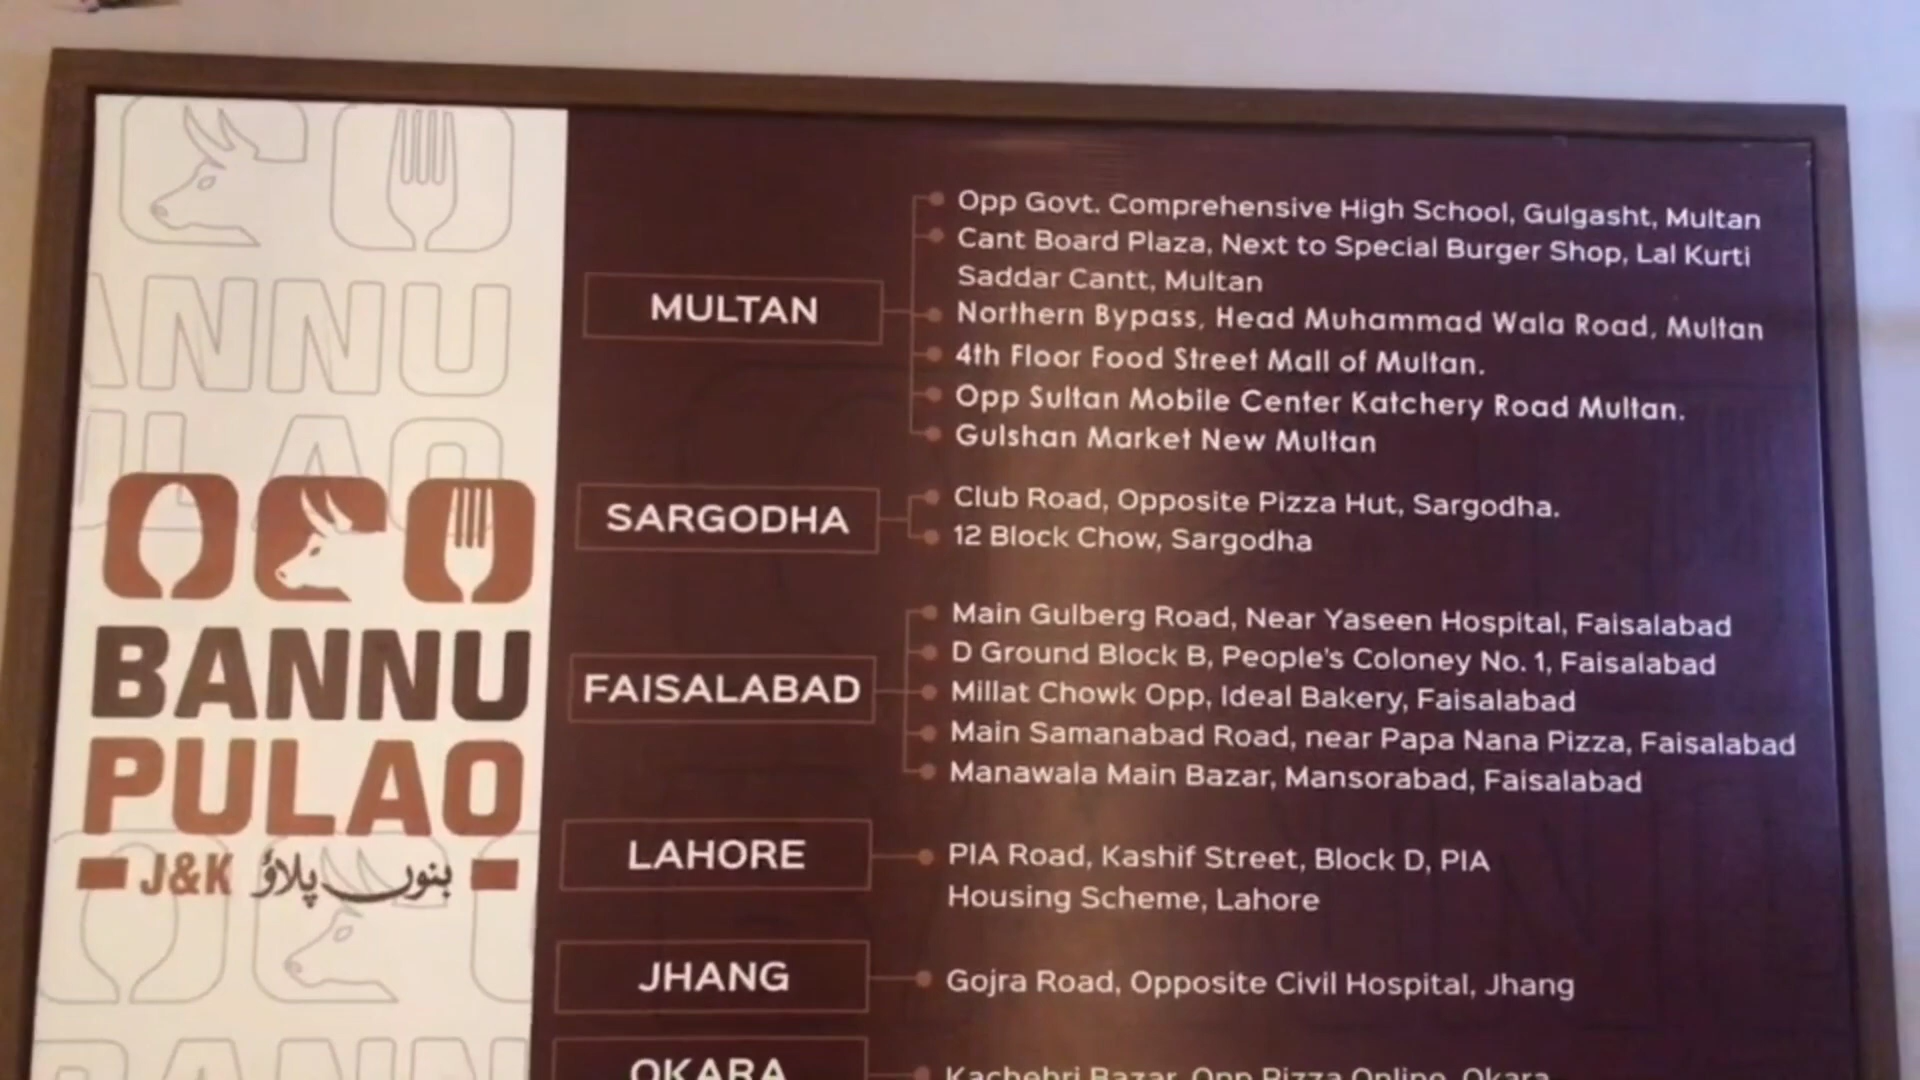 ANNU
ULAO
BANNU
PULAO
J&K بنوں پلاؤ
MULTAN
Opp Govt. Comprehensive High School, Gulgasht, Multan
Cant Board Plaza, Next to Special Burger Shop, Lal Kurti
Saddar Cantt, Multan
Northern Bypass, Head Muhammad Wala Road, Multan
4th Floor Food Street Mall of Multan.
Opp Sultan Mobile Center Katchery Road Multan.
Gulshan Market New Multan
SARGODHA
Club Road, Opposite Pizza Hut, Sargodha.
12 Block Chow, Sargodha
FAISALABAD
Main Gulberg Road, Near Yaseen Hospital, Faisalabad
D Ground Block B, People's Coloney No. 1, Faisalabad
Millat Chowk Opp, Ideal Bakery, Faisalabad
Main Samanabad Road, near Papa Nana Pizza, Faisalabad
Manawala Main Bazar, Mansorabad, Faisalabad
LAHORE
PIA Road, Kashif Street, Block D, PIA
Housing Scheme, Lahore
JHANG
Gojra Road, Opposite Civil Hospital, Jhang
OKARA
Kachehri Bazar, Opp Pizza Online, Okara